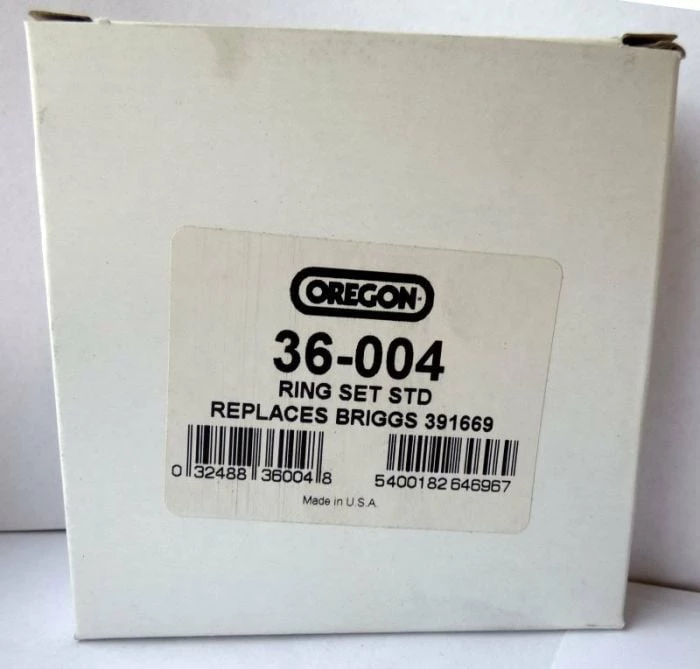 OREGON
36-004
RING SET STD
REPLACES BRIGGS 391669
0 32488 36004 8
5400182 646967
Made in U.S.A.